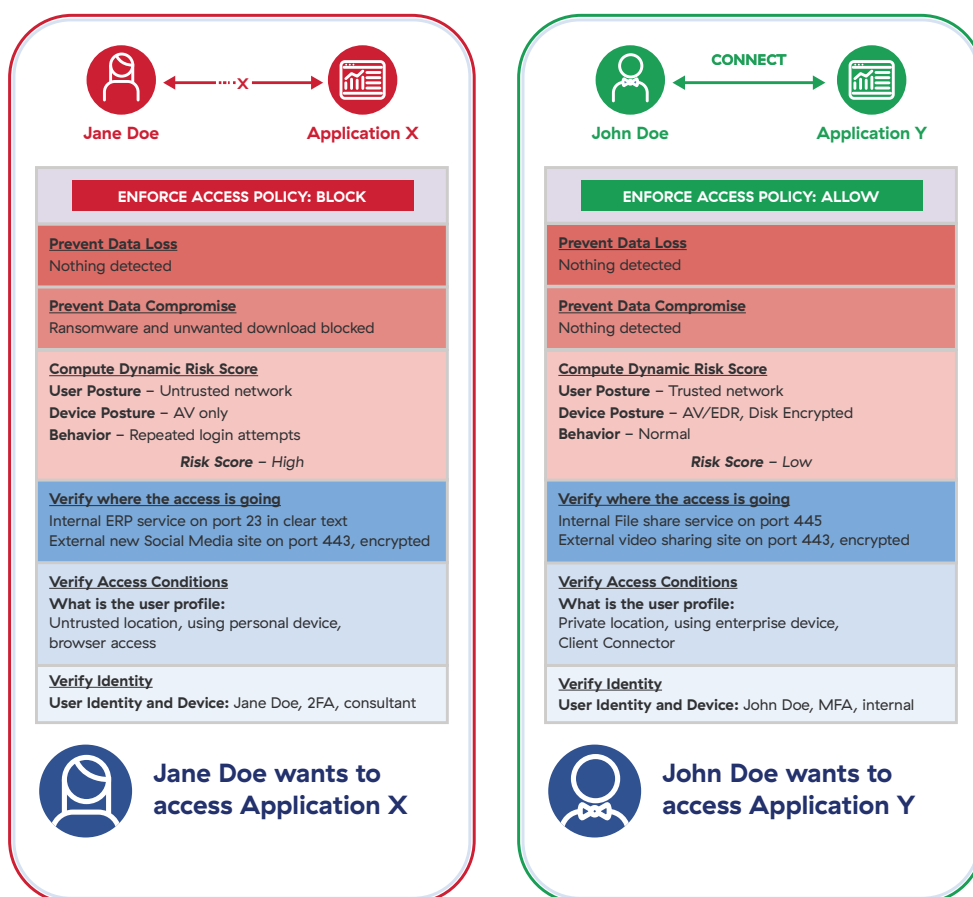 X
Jane Doe
Application X
ENFORCE ACCESS POLICY: BLOCK
Prevent Data Loss
Nothing detected
Prevent Data Compromise
Ransomware and unwanted download blocked
Compute Dynamic Risk Score
User Posture – Untrusted network
Device Posture – AV only
Behavior – Repeated login attempts
Risk Score – High
Verify where the access is going
Internal ERP service on port 23 in clear text
External new Social Media site on port 443, encrypted
Verify Access Conditions
What is the user profile:
Untrusted location, using personal device,
browser access
Verify Identity
User Identity and Device: Jane Doe, 2FA, consultant
Jane Doe wants to
access Application X
CONNECT
John Doe
Application Y
ENFORCE ACCESS POLICY: ALLOW
Prevent Data Loss
Nothing detected
Prevent Data Compromise
Nothing detected
Compute Dynamic Risk Score
User Posture – Trusted network
Device Posture – AV/EDR, Disk Encrypted
Behavior – Normal
Risk Score – Low
Verify where the access is going
Internal File share service on port 445
External video sharing site on port 443, encrypted
Verify Access Conditions
What is the user profile:
Private location, using enterprise device,
Client Connector
Verify Identity
User Identity and Device: John Doe, MFA, internal
John Doe wants to
access Application Y